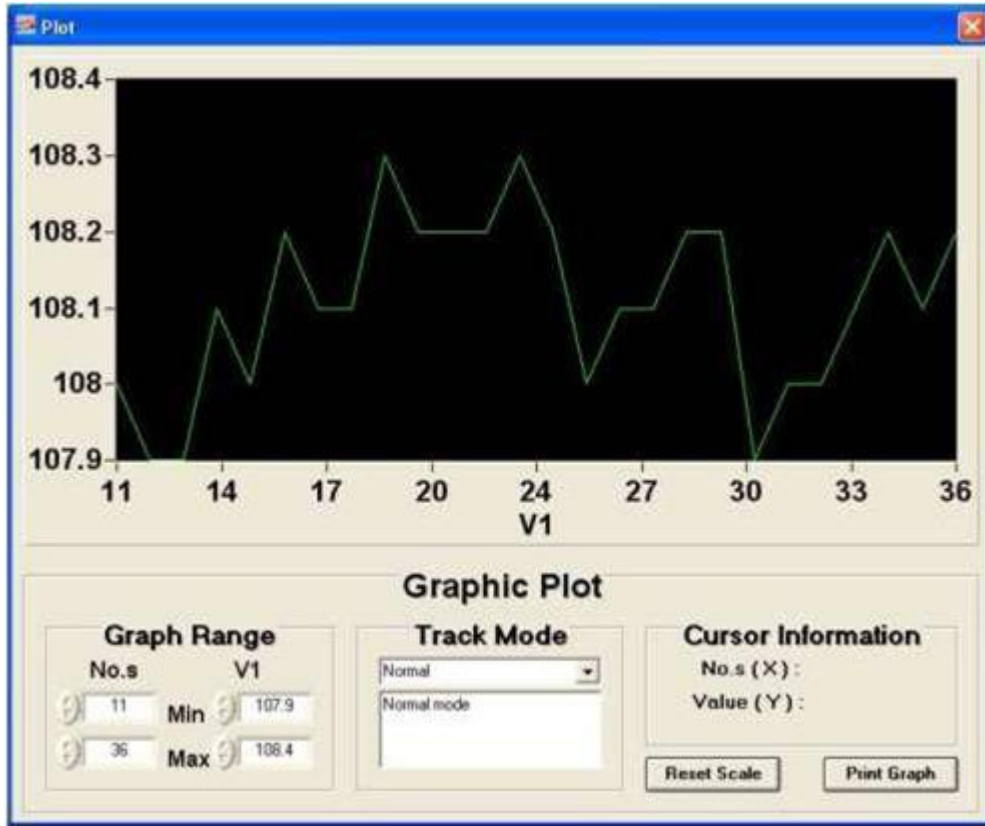 Plot
108.4
108.3
108.2
108.1
108
107.9
11 14 17 20 24 27 30 33 36
V1
Graphic Plot
Graph Range
No.s V1
11 Min 107.9
36 Max 108.4
Track Mode
Normal
Normal mode
Cursor Information
No.s ( X ) :
Value ( Y ) :
Reset Scale Print Graph